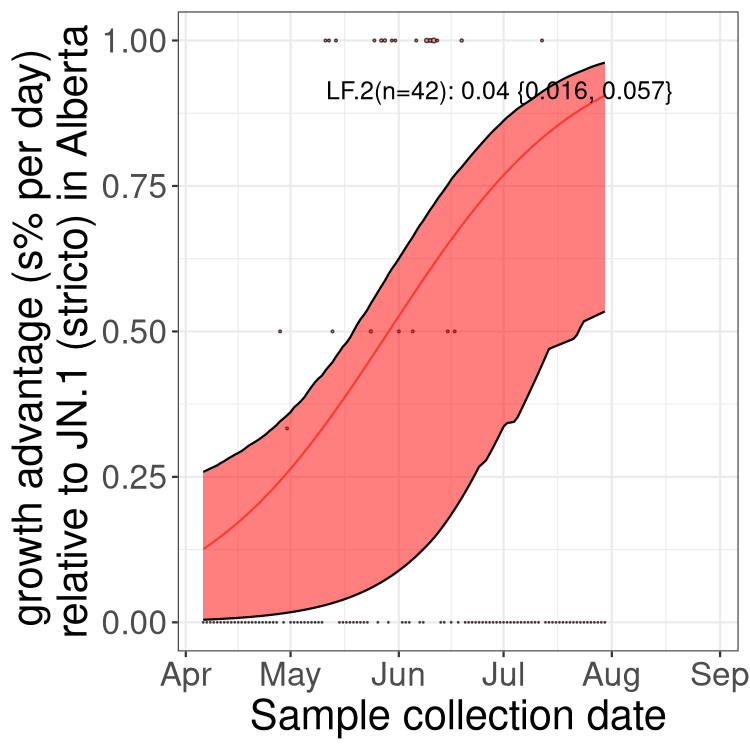 growth advantage (s% per day)
relative to JN.1 (stricto) in Alberta
1.00
0.75
0.50
0.25
0.00
LF.2(n=42): 0.04 {0.016, 0.057}
Apr May Jun Jul Aug Sep
Sample collection date